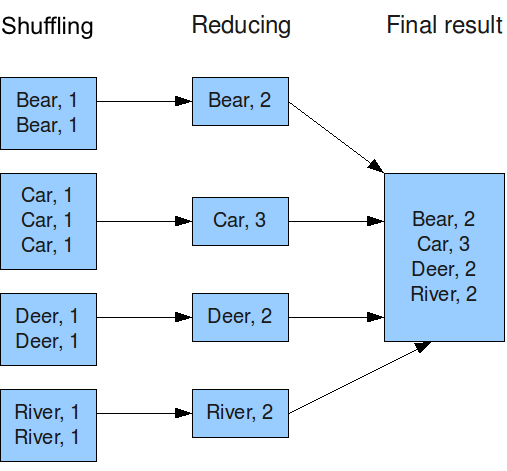 Shuffling
Reducing
Final result
Bear, 1
Bear, 1
Bear, 2
Car, 1
Car, 1
Car, 1
Car, 3
Bear, 2
Car, 3
Deer, 2
River, 2
Deer, 1
Deer, 1
Deer, 2
River, 1
River, 1
River, 2